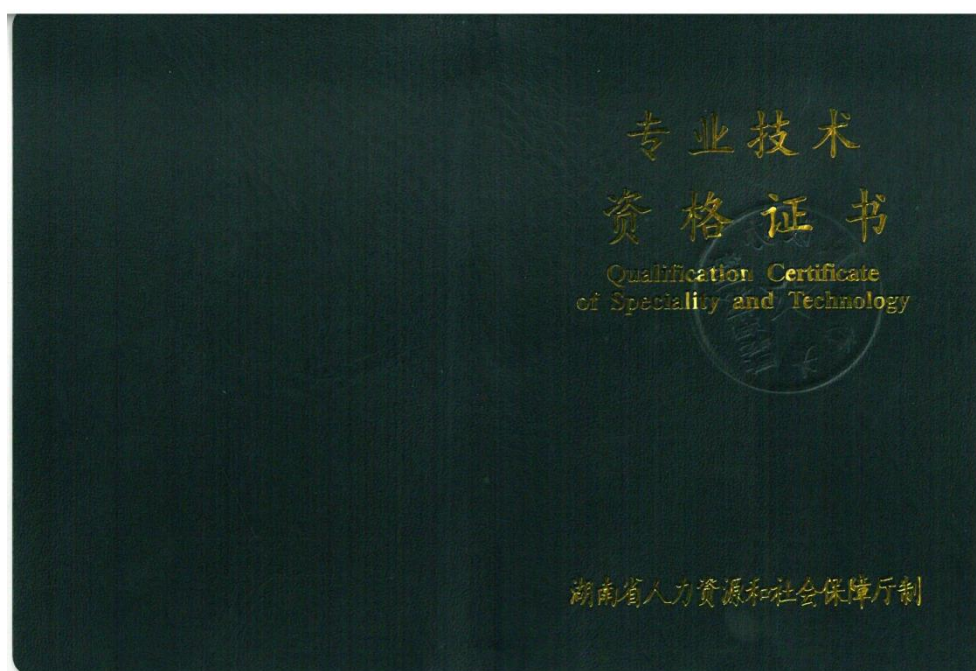 专业技术
资格证书
Qualification Certificate
of Speciality and Technology
湖南省人力资源和社会保障厅制